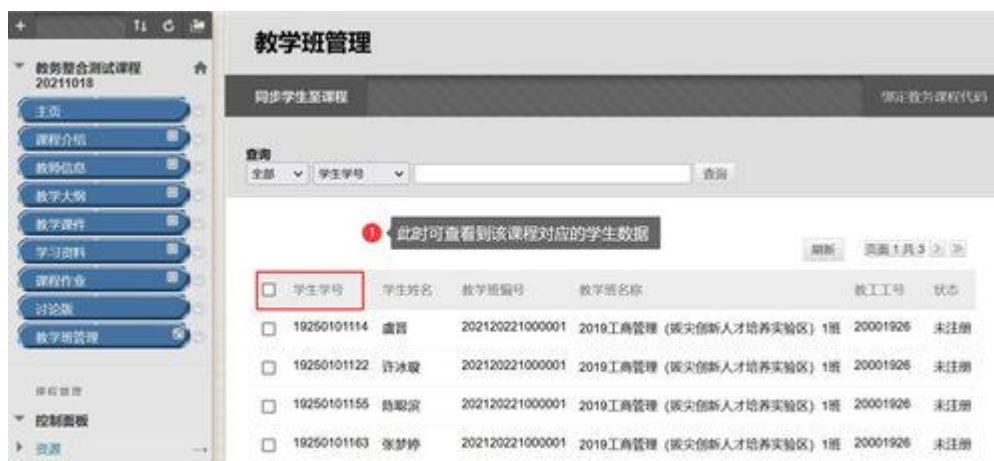 教学班管理
教务整合测试课程
20211018
同步学生至课程
绑定教务课程代码
主页
课程介绍
教师信息
教学大纲
教学课件
学习资料
课程作业
讨论版
教学班管理
课程管理
控制面板
资源
查询
全部 学生学号 查询
1 此时可查看到该课程对应的学生数据
刷新 页面 1 共 3 > >>
学生学号 学生姓名 教学班编号 教学班名称 教工工号 状态
19250101114 202120221000001 2019工商管理（拔尖创新人才培养实验区）1班 20001926 未注册
19250101122 许冰璇 202120221000001 2019工商管理（拔尖创新人才培养实验区）1班 20001926 未注册
19250101155 202120221000001 2019工商管理（拔尖创新人才培养实验区）1班 20001926 未注册
19250101163 张梦婷 202120221000001 2019工商管理（拔尖创新人才培养实验区）1班 20001926 未注册